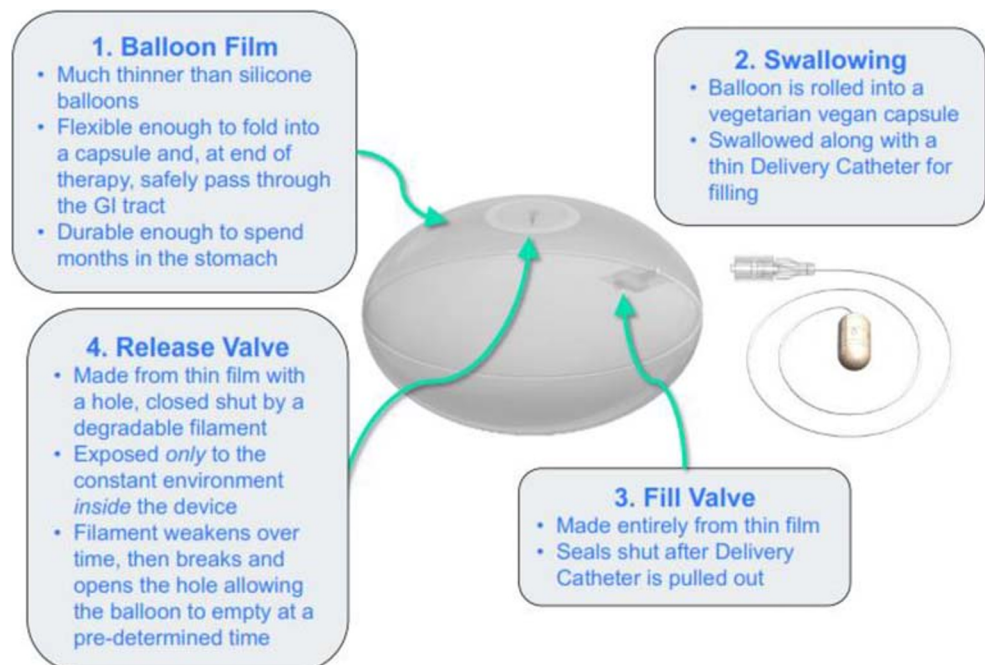 1. Balloon Film
• Much thinner than silicone
balloons
• Flexible enough to fold into
a capsule and, at end of
therapy, safely pass through
the GI tract
• Durable enough to spend
months in the stomach
2. Swallowing
• Balloon is rolled into a
vegetarian vegan capsule
• Swallowed along with a
thin Delivery Catheter for
filling
3. Fill Valve
• Made entirely from thin film
• Seals shut after Delivery
Catheter is pulled out
4. Release Valve
• Made from thin film with
a hole, closed shut by a
degradable filament
• Exposed only to the
constant environment
inside the device
• Filament weakens over
time, then breaks and
opens the hole allowing
the balloon to empty at a
pre-determined time